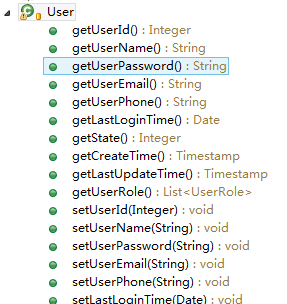 User
getUserId() : Integer
getUserName() : String
getUserPassword() : String
getUserEmail() : String
getUserPhone() : String
getLastLoginTime() : Date
getState() : Integer
getCreateTime() : Timestamp
getLastUpdateTime() : Timestamp
getUserRole() : List<UserRole>
setUserId(Integer) : void
setUserName(String) : void
setUserPassword(String) : void
setUserEmail(String) : void
setUserPhone(String) : void
setLastLoginTime(Date) : void